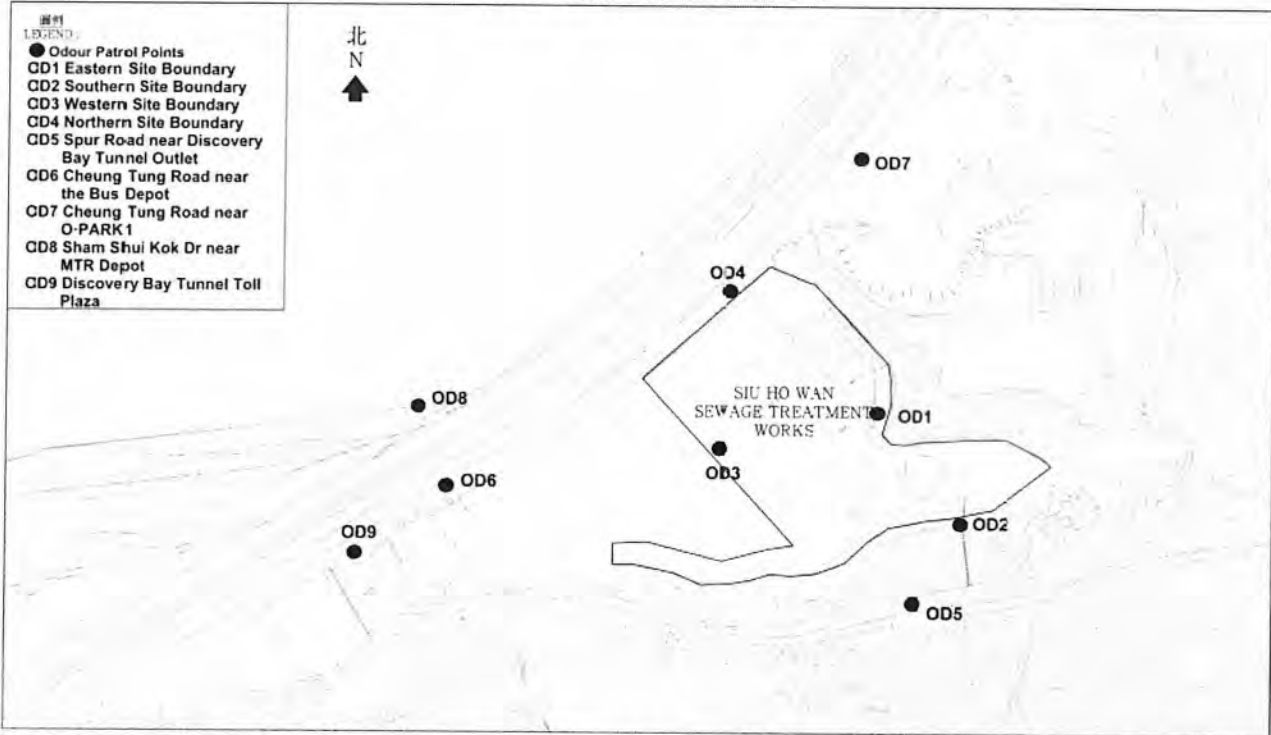 圖例
LEGEND:
Odour Patrol Points
OD1 Eastern Site Boundary
OD2 Southern Site Boundary
OD3 Western Site Boundary
OD4 Northern Site Boundary
OD5 Spur Road near Discovery
Bay Tunnel Outlet
OD6 Cheung Tung Road near
the Bus Depot
OD7 Cheung Tung Road near
O-PARK1
OD8 Sham Shui Kok Dr near
MTR Depot
OD9 Discovery Bay Tunnel Toll
Plaza
北
N
OD7
OD4
OD8
SIU HO WAN
SEWAGE TREATMENT
WORKS
OD1
OD3
OD6
OD9
OD2
OD5